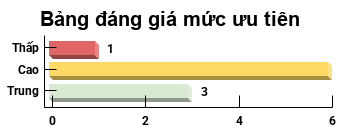 Bảng đáng giá mức ưu tiên
Thấp 1
Cao
Trung 3
0 2 4 6